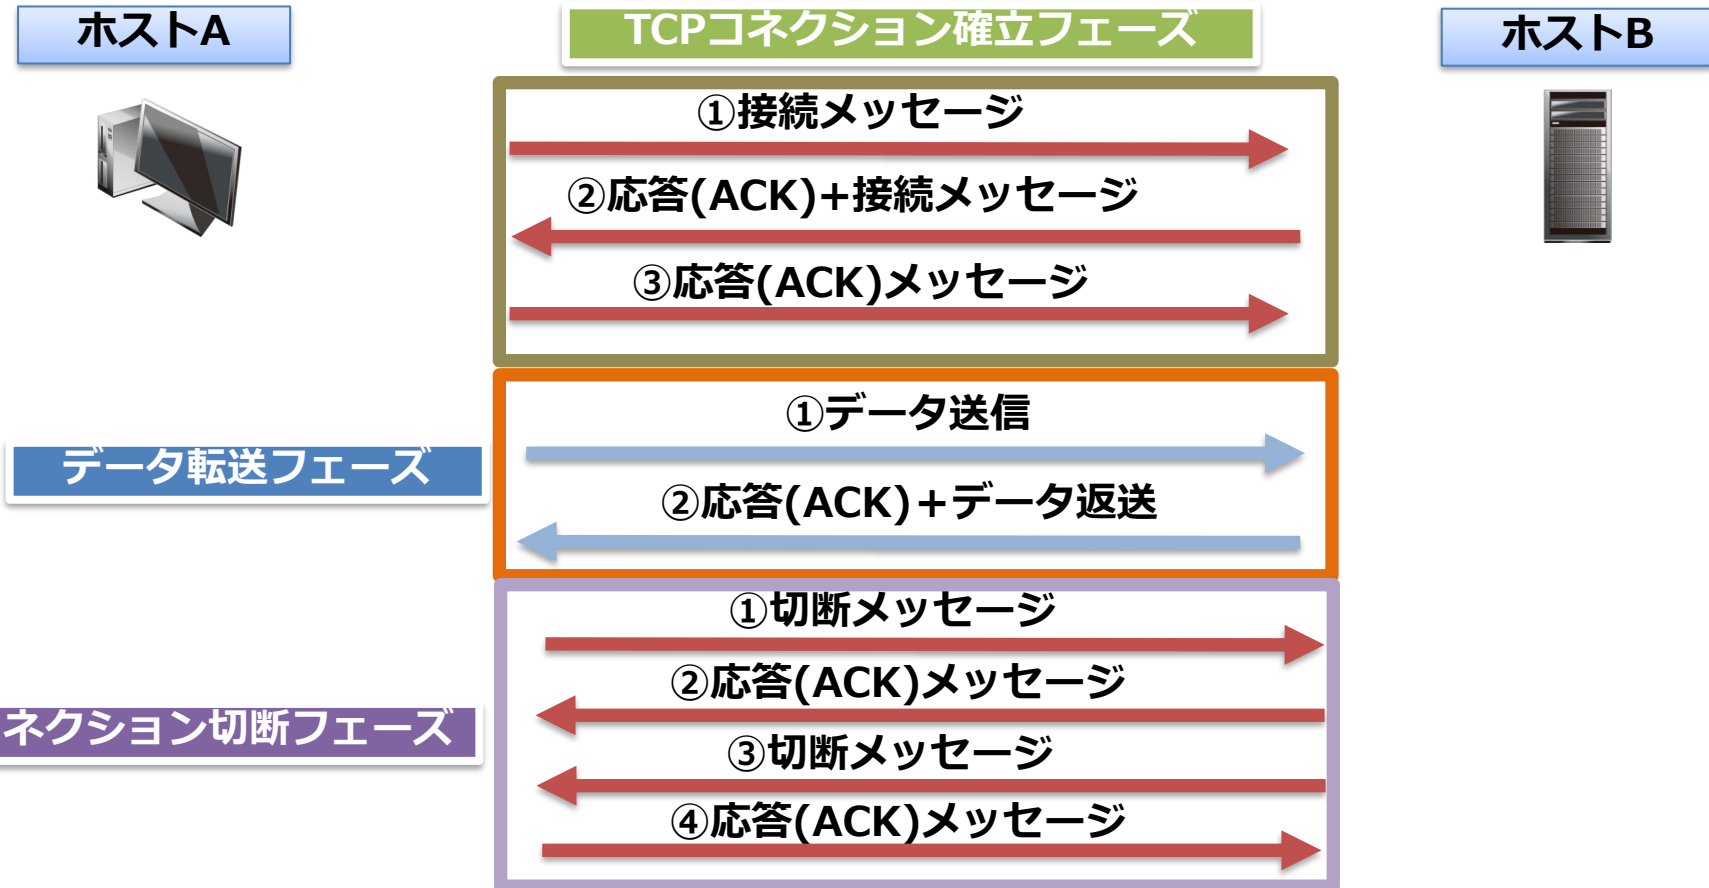 ホストA
TCPコネクション確立フェーズ
ホストB
①接続メッセージ
②応答(ACK)+接続メッセージ
③応答(ACK)メッセージ
データ転送フェーズ
①データ送信
②応答(ACK)+データ返送
ネクション切断フェーズ
①切断メッセージ
②応答(ACK)メッセージ
③切断メッセージ
④応答(ACK)メッセージ